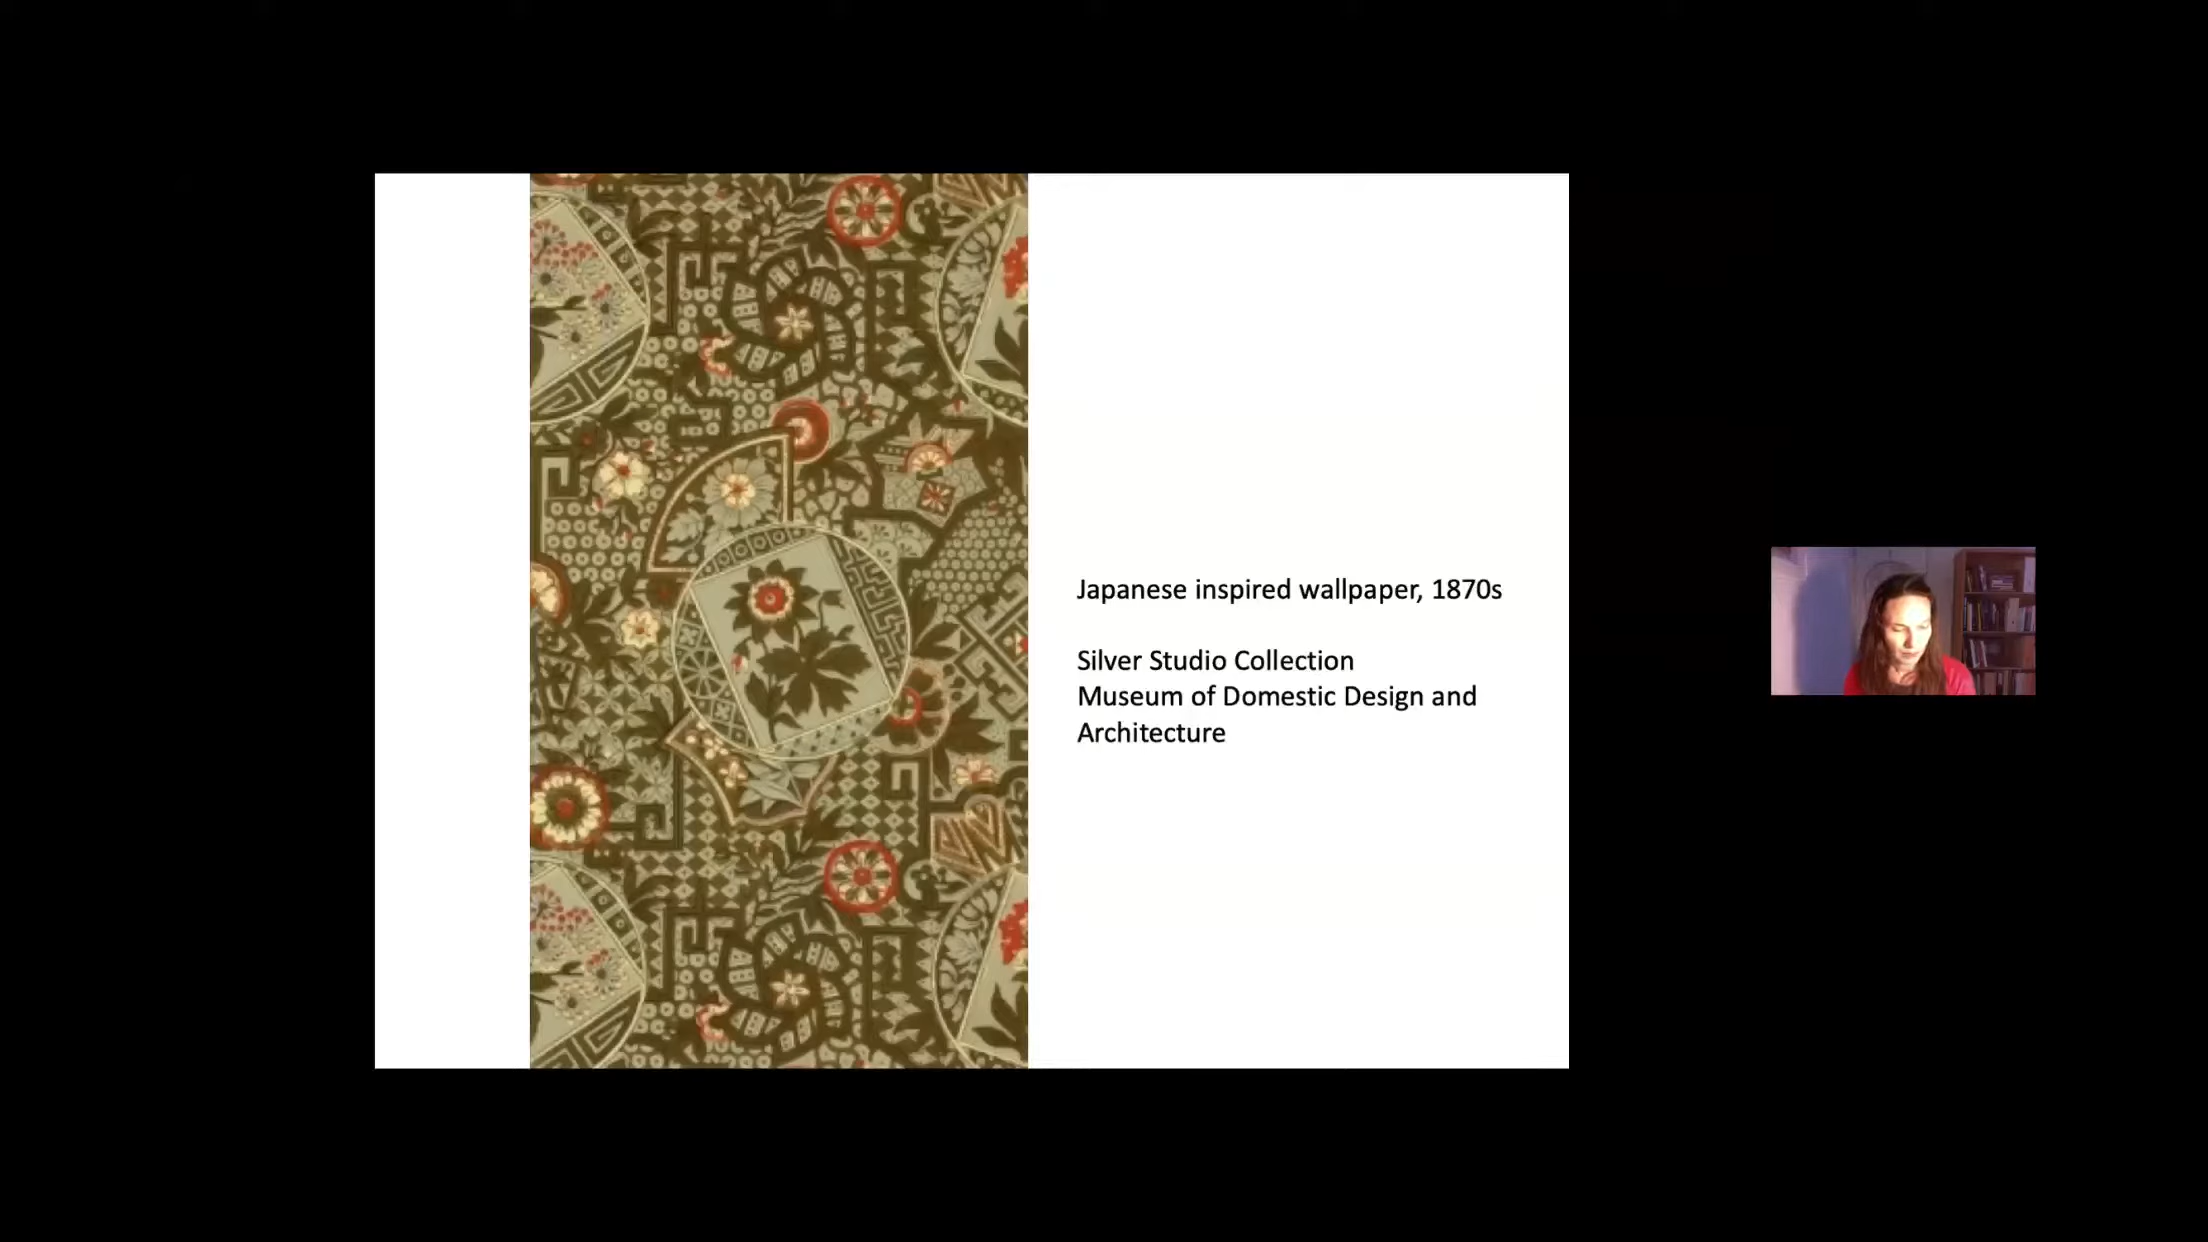 Japanese inspired wallpaper, 1870s
Silver Studio Collection
Museum of Domestic Design and
Architecture